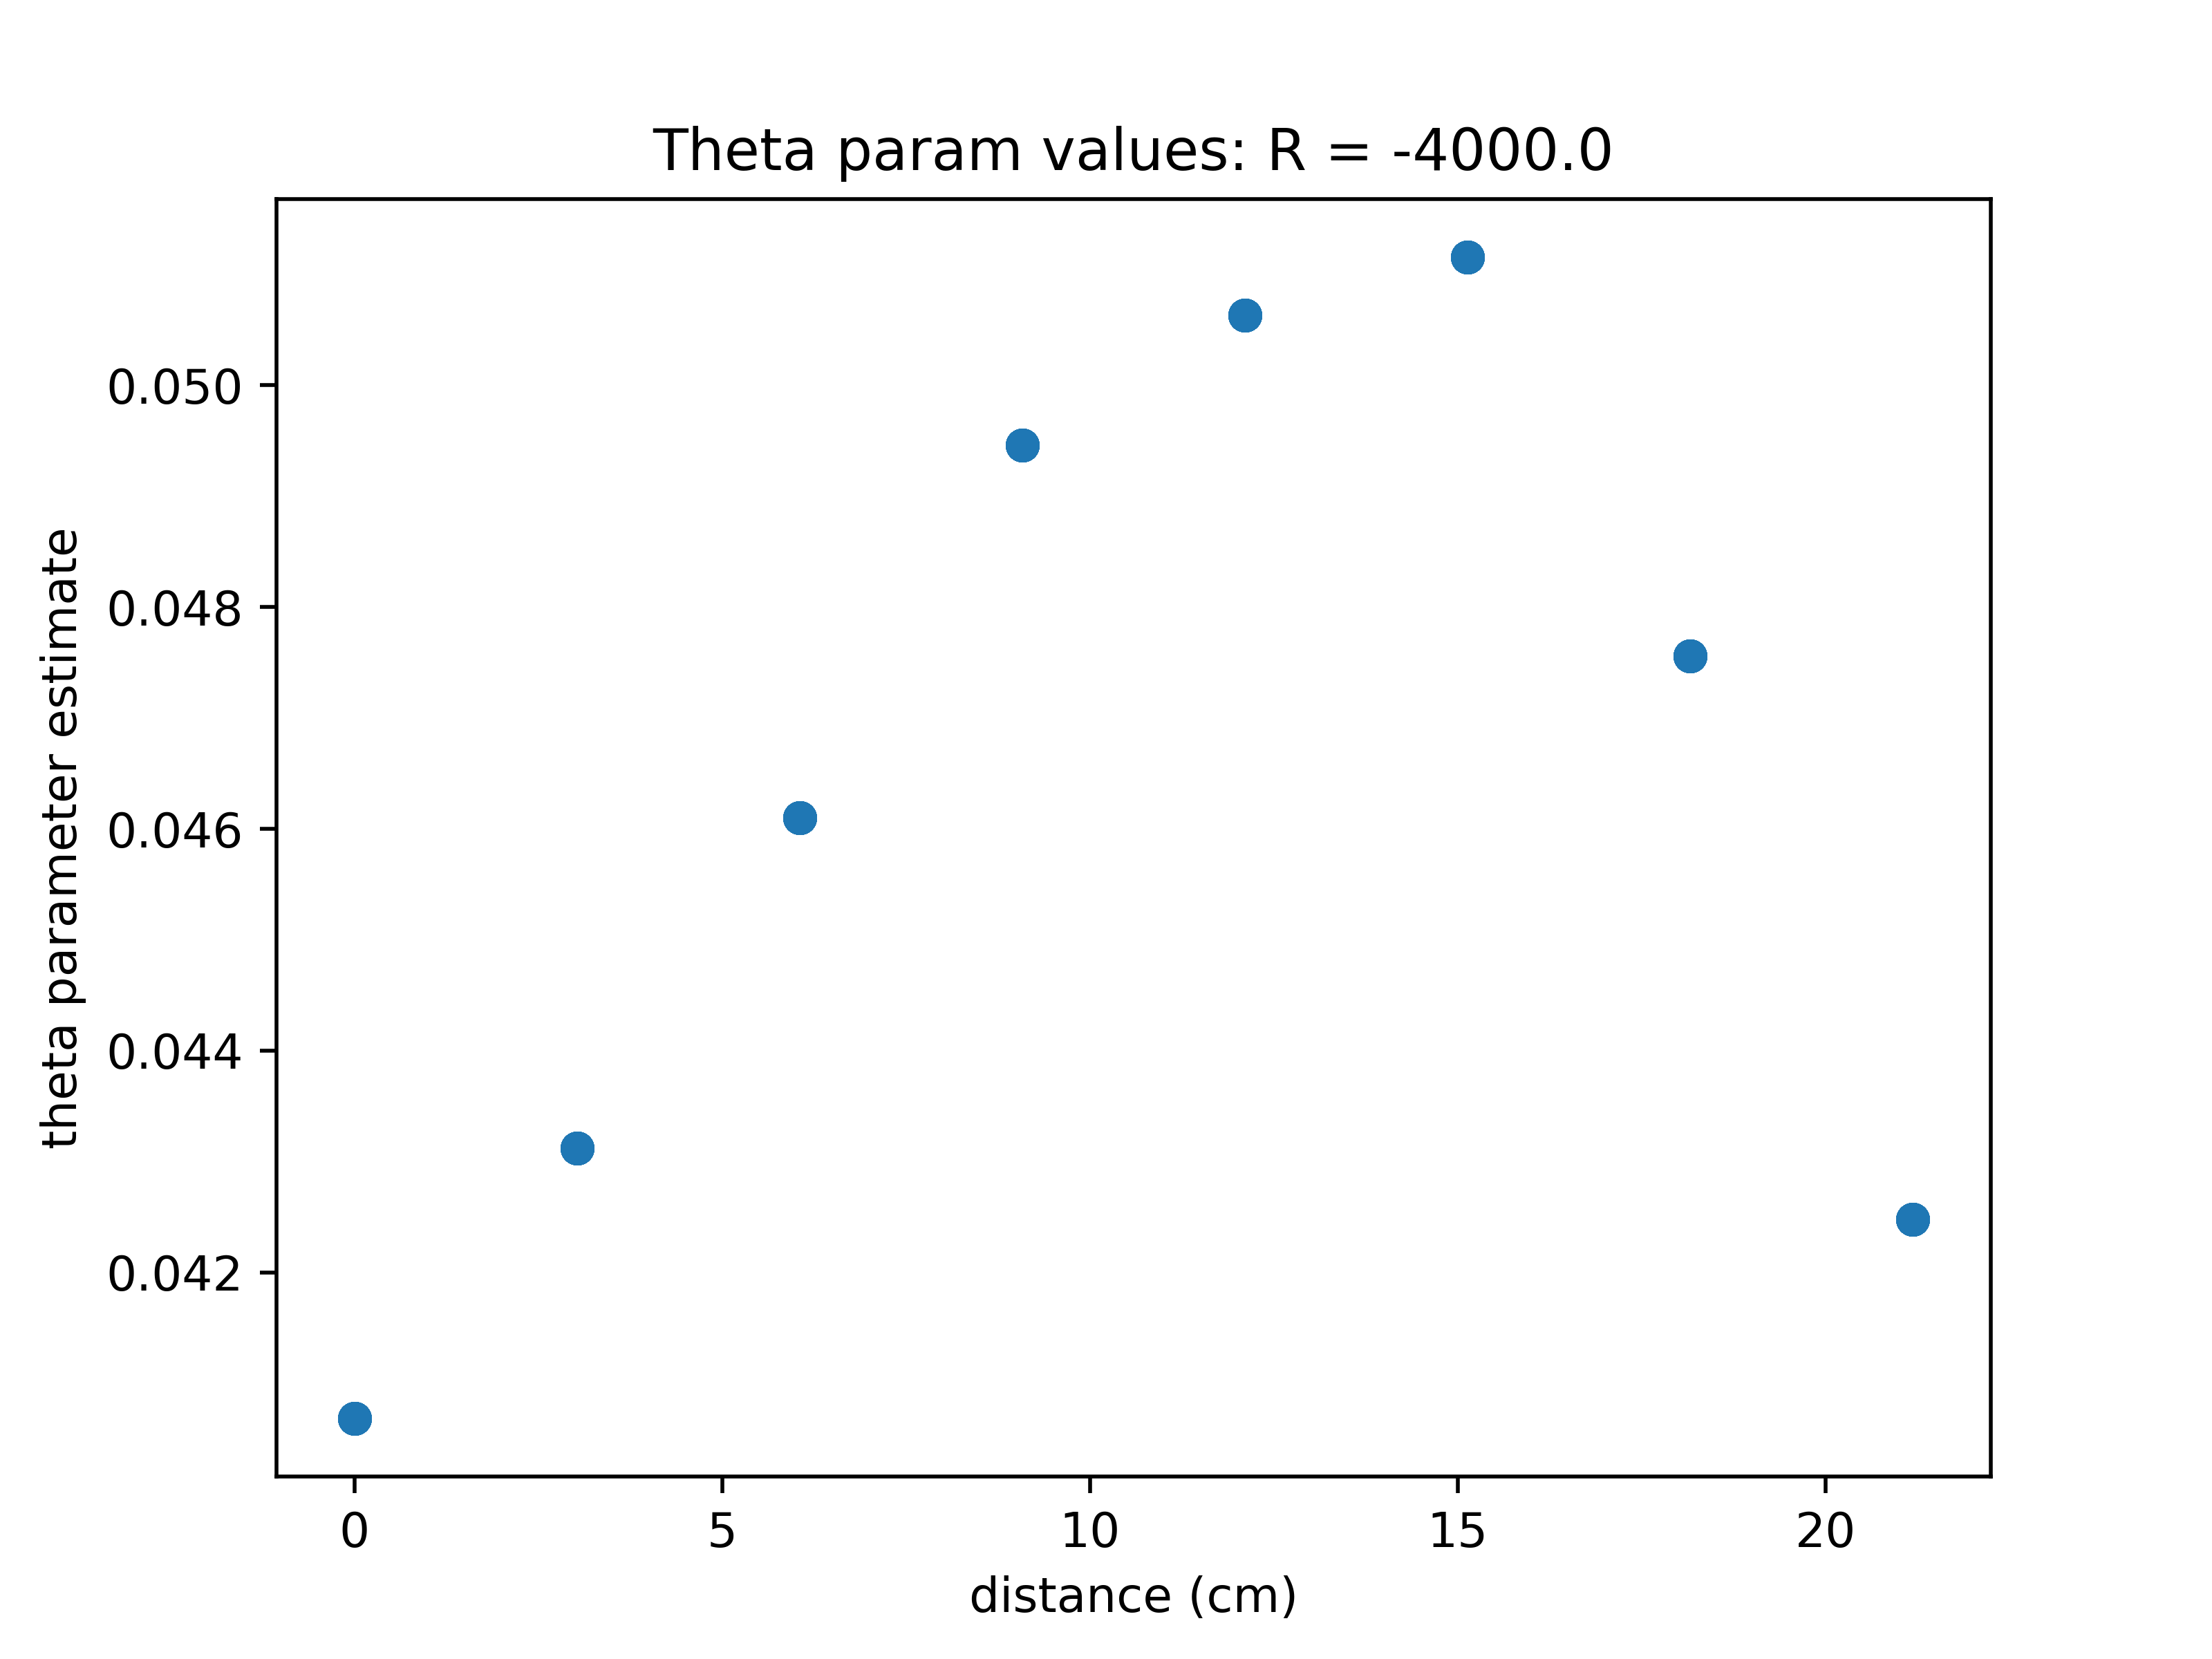 Theta param values: R = -4000.0
theta parameter estimate
0.050
0.048
0.046
0.044
0.042
0 5 10 15 20
distance (cm)